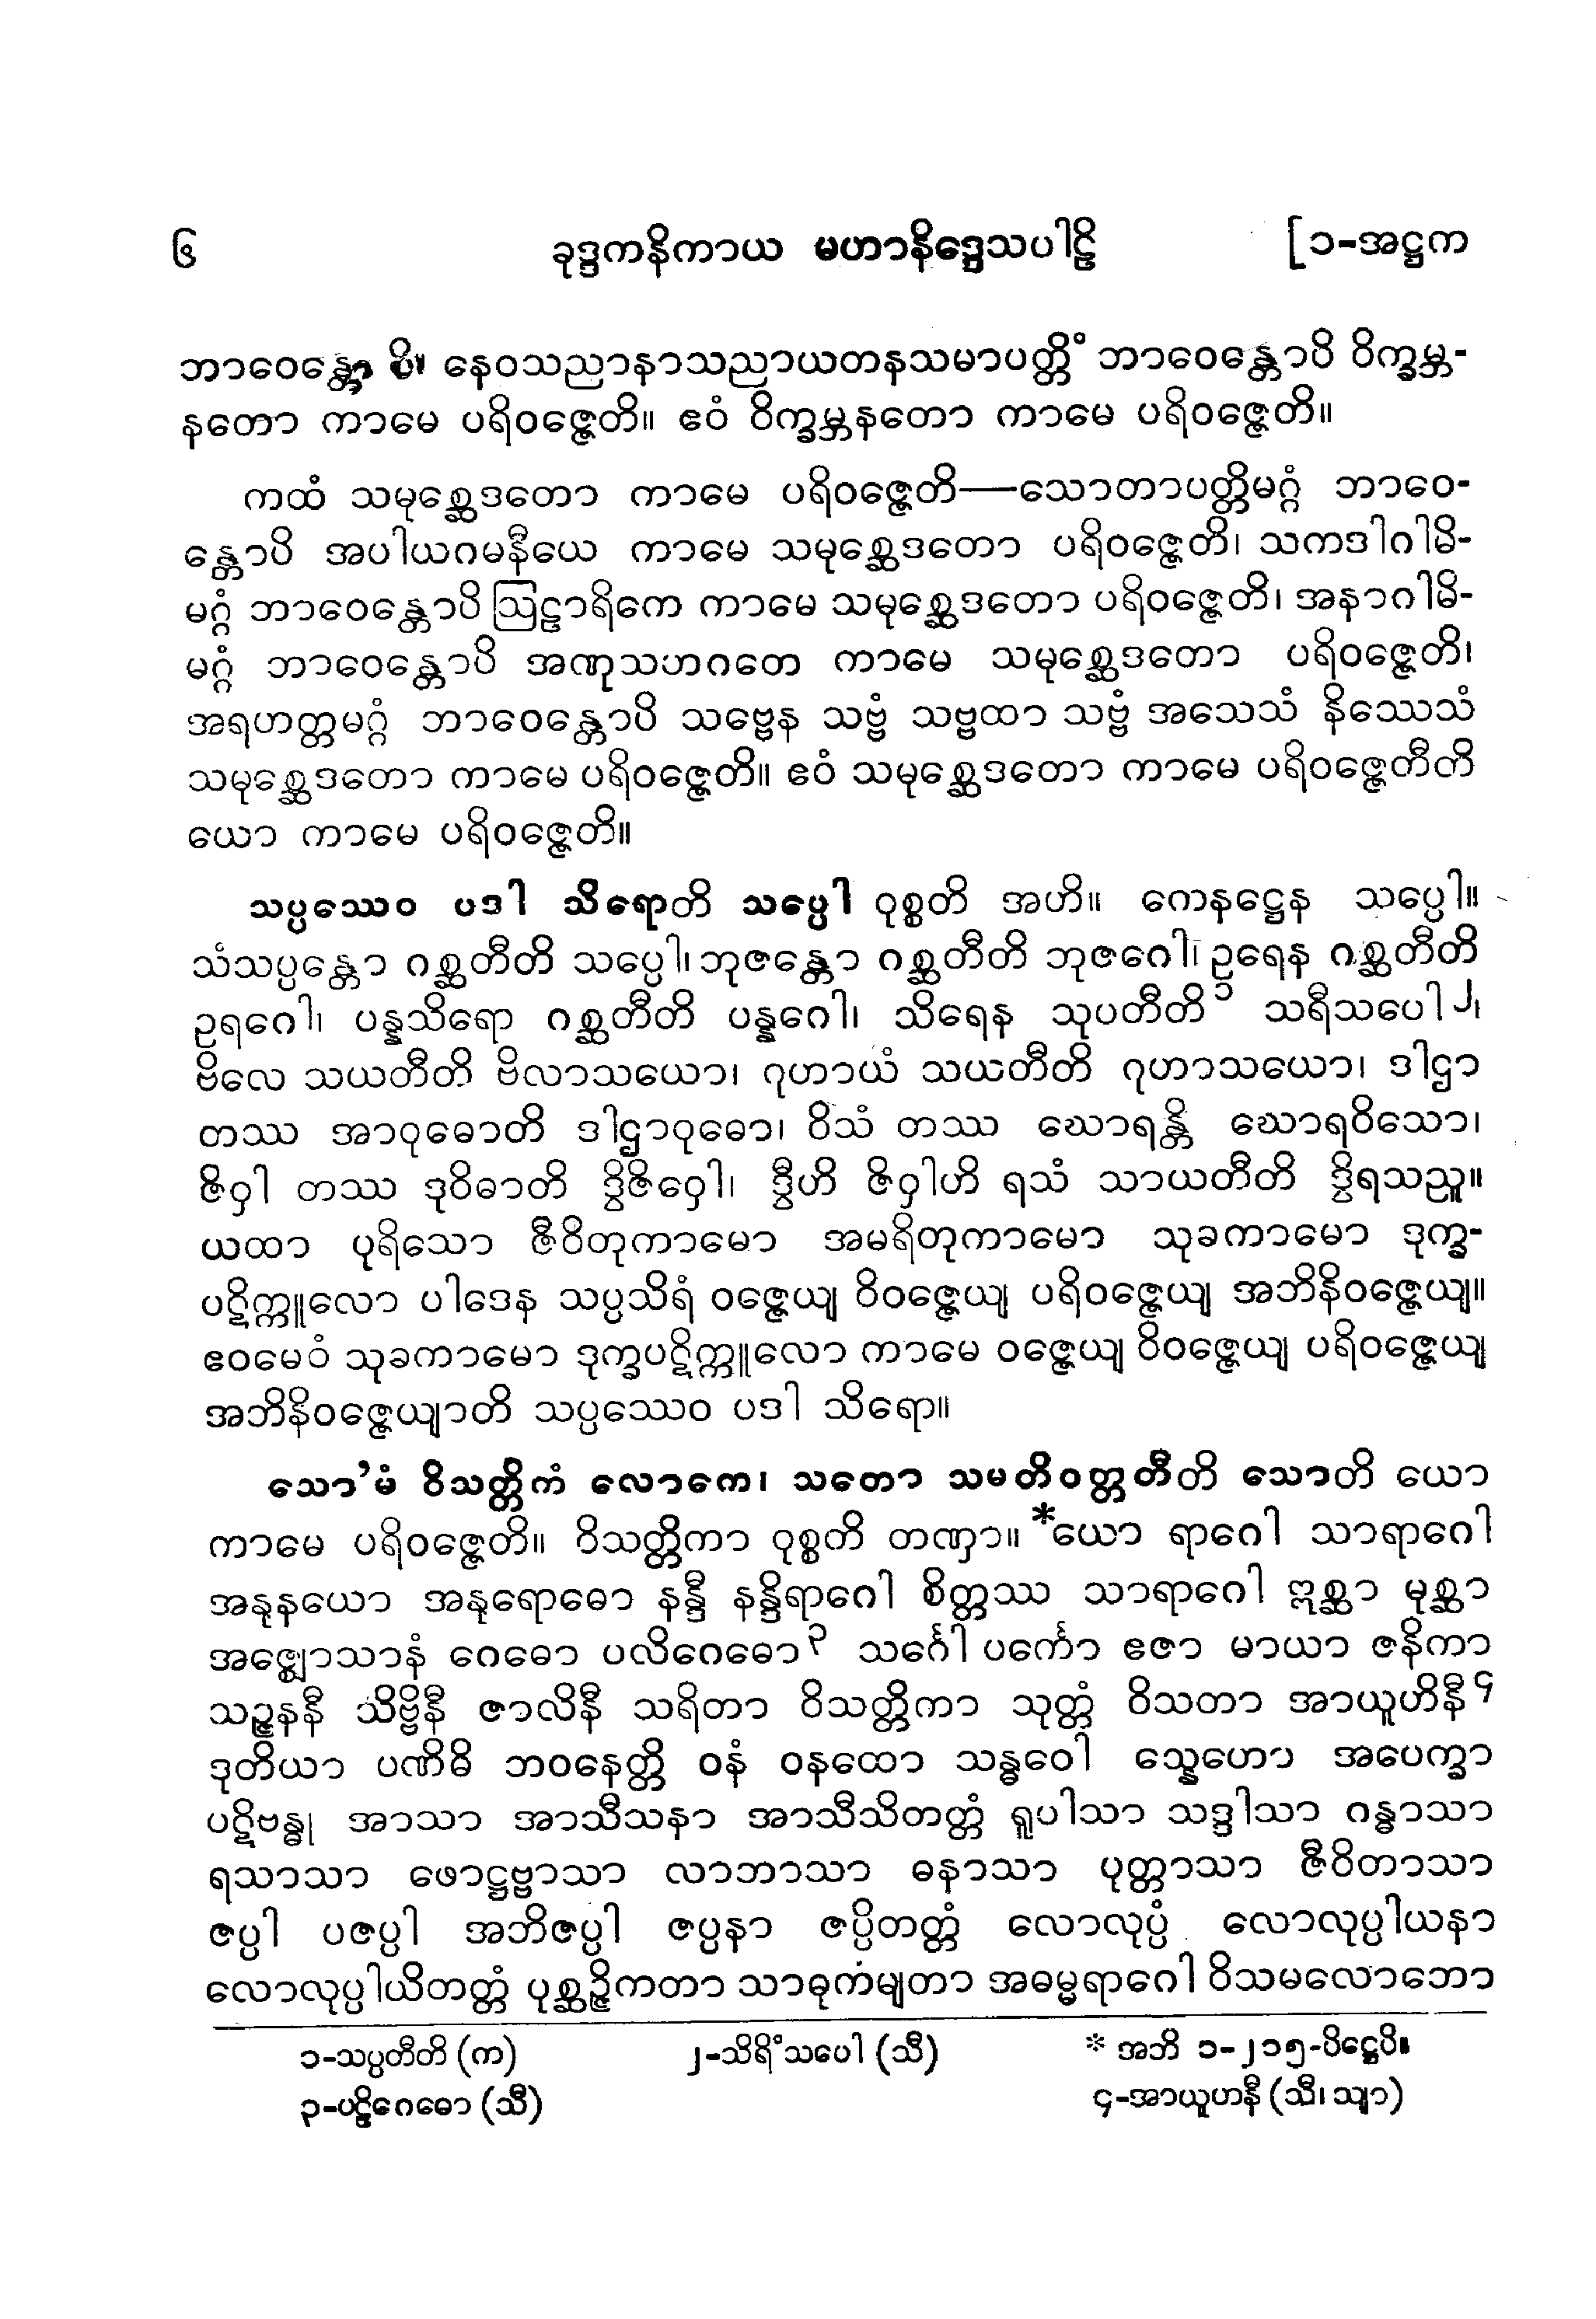 ၆ ခုဒ္ဒကနိကာယ မဟာနိဒ္ဒေသပါဠိ [၁-အဋ္ဌက
ဘာဝေန္တော ပိ။ နေဝသညာနာသညာယတနသမာပတ္တိံ ဘာဝေန္တောပိ ဝိက္ခမ္ဘ-
နတော ကာမေ ပရိဝဇ္ဇေတိ။ ဧဝံ ဝိက္ခမ္ဘနတော ကာမေ ပရိဝဇ္ဇေတိ။
ကထံ သမုစ္ဆေဒတော ကာမေ ပရိဝဇ္ဇေတိ—သောတာပတ္တိမဂ္ဂံ ဘာဝေ-
န္တောပိ အပါယဂမနီယေ ကာမေ သမုစ္ဆေဒတော ပရိဝဇ္ဇေတိ၊ သကဒါဂါမိ-
မဂ္ဂံ ဘာဝေန္တောပိ ဩဠာရိကေ ကာမေ သမုစ္ဆေဒတော ပရိဝဇ္ဇေတိ၊ အနာဂါမိ-
မဂ္ဂံ ဘာဝေန္တောပိ အဏုသဟဂတေ ကာမေ သမုစ္ဆေဒတော ပရိဝဇ္ဇေတိ၊
အရဟတ္တမဂ္ဂံ ဘာဝေန္တောပိ သဗ္ဗေန သဗ္ဗံ သဗ္ဗထာ သဗ္ဗံ အသေသံ နိဿေသံ
သမုစ္ဆေဒတော ကာမေ ပရိဝဇ္ဇေတိ။ ဧဝံ သမုစ္ဆေဒတော ကာမေ ပရိဝဇ္ဇေတီတိ
ယော ကာမေ ပရိဝဇ္ဇေတိ။
သပ္ပဿေဝ ပဒါ သိရောတိ သပ္ပေါ ဝုစ္စတိ အဟိ။ ကေနဋ္ဌေန သပ္ပေါ။
သံသပ္ပန္တော ဂစ္ဆတီတိ သပ္ပေါ၊ ဘုဇန္တော ဂစ္ဆတီတိ ဘုဇဂေါ၊ ဥရေန ဂစ္ဆတီတိ
ဥရဂေါ၊ ပန္နသိရော ဂစ္ဆတီတိ ပန္နဂေါ၊ သိရေန သုပတီတိ၁ သရီသပေါ၂၊
ဗိလေ သယတီတိ ဗိလာသယော၊ ဂုဟာယံ သယတီတိ ဂုဟာသယော၊ ဒါဌာ
တဿ အာဝုဓောတိ ဒါဌာဝုဓော၊ ဝိသံ တဿ ဃောရန္တိ ဃောရဝိသော၊
ဇိဝှါ တဿ ဒုဝိဓာတိ ဒွိဇိဝှေါ၊ ဒွီဟိ ဇိဝှါဟိ ရသံ သာယတီတိ ဒွိရသညူ။
ယထာ ပုရိသော ဇီဝိတုကာမော အမရိတုကာမော သုခကာမော ဒုက္ခ-
ပဋိက္ကူလော ပါဒေန သပ္ပသိရံ ဝဇ္ဇေယျ ဝိဝဇ္ဇေယျ ပရိဝဇ္ဇေယျ အဘိနိဝဇ္ဇေယျ။
ဧဝမေဝံ သုခကာမော ဒုက္ခပဋိက္ကူလော ကာမေ ဝဇ္ဇေယျ ဝိဝဇ္ဇေယျ ပရိဝဇ္ဇေယျ
အဘိနိဝဇ္ဇေယျာတိ သပ္ပဿေဝ ပဒါ သိရော။
သော’မံ ဝိသတ္တိကံ လောကေ၊ သတော သမတိဝတ္တတီတိ သောတိ ယော
ကာမေ ပရိဝဇ္ဇေတိ။ ဝိသတ္တိကာ ဝုစ္စတိ တဏှာ။ *ယော ရာဂေါ သာရာဂေါ
အနုနယော အနုရောဓော နန္ဒီ နန္ဒိရာဂေါ စိတ္တဿ သာရာဂေါ ဣစ္ဆာ မုစ္ဆာ
အဇ္ဈောသာနံ ဂေဓော ပလိဂေဓော၃ သင်္ဂေါ ပင်္ကော ဧဇာ မာယာ ဇနိကာ
သဉ္ဇနနီ သိဗ္ဗိနီ ဇာလိနီ သရိတာ ဝိသတ္တိကာ သုတ္တံ ဝိသတာ အာယူဟိနီ၄
ဒုတိယာ ပဏိဓိ ဘဝနေတ္တိ ဝနံ ဝနထော သန္ဓဝေါ သ္နေဟော အပေက္ခာ
ပဋိဗန္ဓု အာသာ အာသီသနာ အာသီသိတတ္တံ ရူပါသာ သဒ္ဒါသာ ဂန္ဓာသာ
ရသာသာ ဖောဋ္ဌဗ္ဗာသာ လာဘာသာ ဓနာသာ ပုတ္တာသာ ဇီဝိတာသာ
ဇပ္ပါ ပဇပ္ပါ အဘိဇပ္ပါ ဇပ္ပနာ ဇပ္ပိတတ္တံ လောလုပ္ပံ လောလုပ္ပါယနာ
လောလုပ္ပါယိတတ္တံ ပုစ္ဆဉ္ဇိကတာ သာဓုကမျတာ အဓမ္မရာဂေါ ဝိသမလောဘော
၁-သပ္ပတီတိ (က) ၂-သိရိံသပေါ (သီ) * အဘိ ၁-၂၁၅-ပိဋ္ဌေပိ။
၃-ပဠိဂေဓော (သီ) ၄-အာယူဟနီ (သီ၊ သျာ)